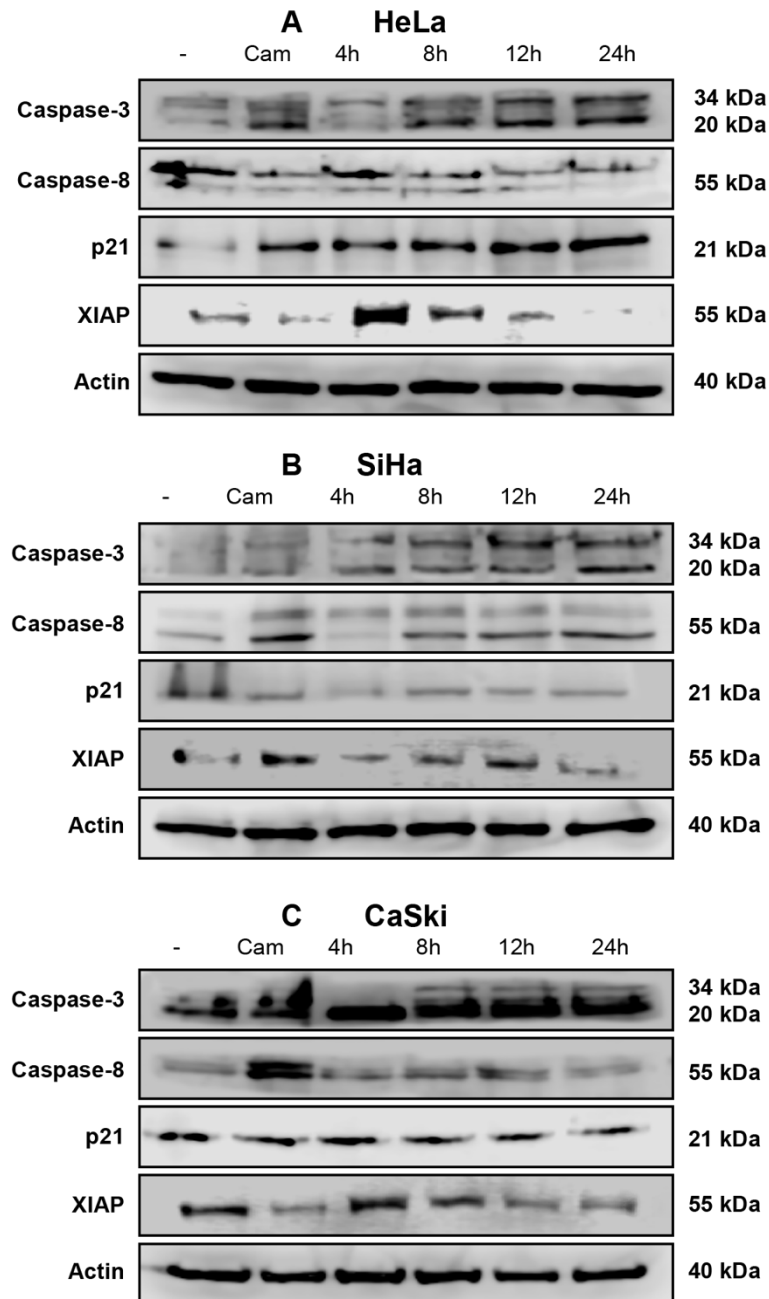 A HeLa
- Cam 4h 8h 12h 24h
Caspase-3 34 kDa
20 kDa
Caspase-8 55 kDa
p21 21 kDa
XIAP 55 kDa
Actin 40 kDa
B SiHa
- Cam 4h 8h 12h 24h
Caspase-3 34 kDa
20 kDa
Caspase-8 55 kDa
p21 21 kDa
XIAP 55 kDa
Actin 40 kDa
C CaSki
- Cam 4h 8h 12h 24h
Caspase-3 34 kDa
20 kDa
Caspase-8 55 kDa
p21 21 kDa
XIAP 55 kDa
Actin 40 kDa